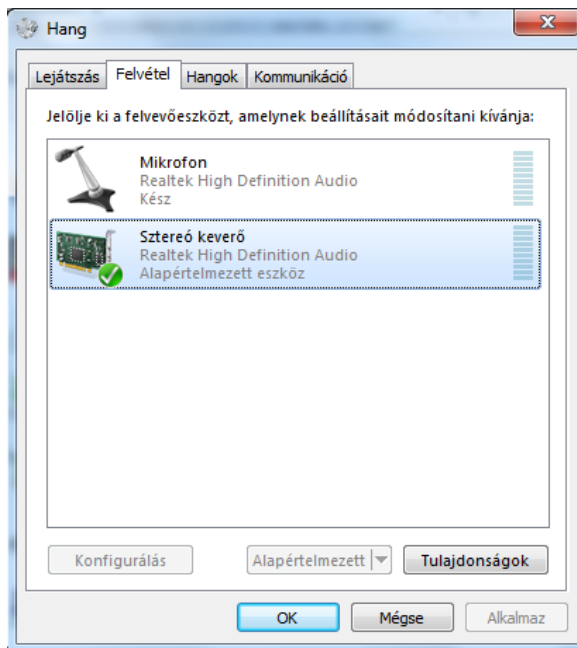 Hang
Lejátszás Felvétel Hangok Kommunikáció
Jelölje ki a felvevőeszközt, amelynek beállításait módosítani kívánja:
Mikrofon
Realtek High Definition Audio
Kész
Sztereó keverő
Realtek High Definition Audio
Alapértelmezett eszköz
Konfigurálás Alapértelmezett Tulajdonságok
OK Mégse Alkalmaz